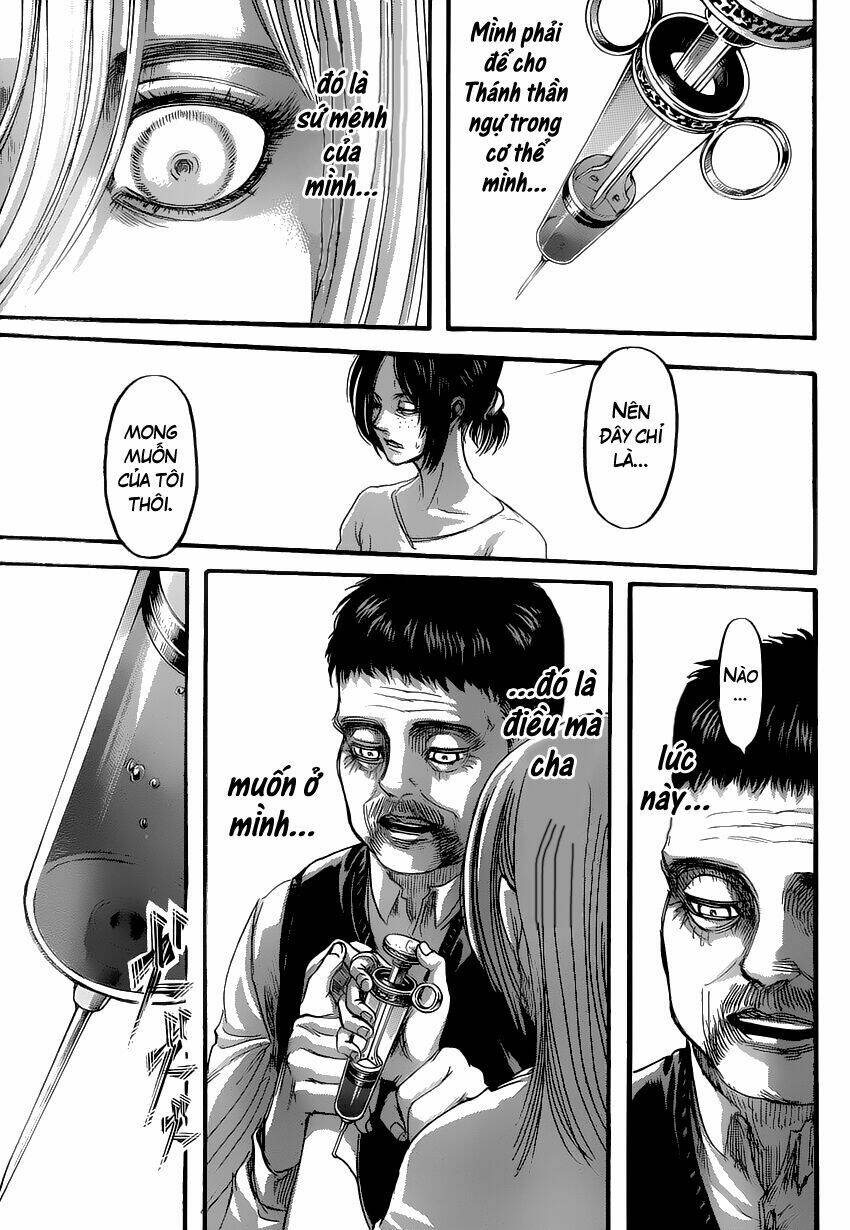 Mình phải
để cho
Thánh thần
ngự trong
cơ thể
mình...
đó là
sứ mệnh
của
mình...
Nên
đây chỉ
là...
mong
muốn
của tôi
thôi.
Nào
...
lúc
này...
...đó là
điều mà
cha
muốn ở
mình...